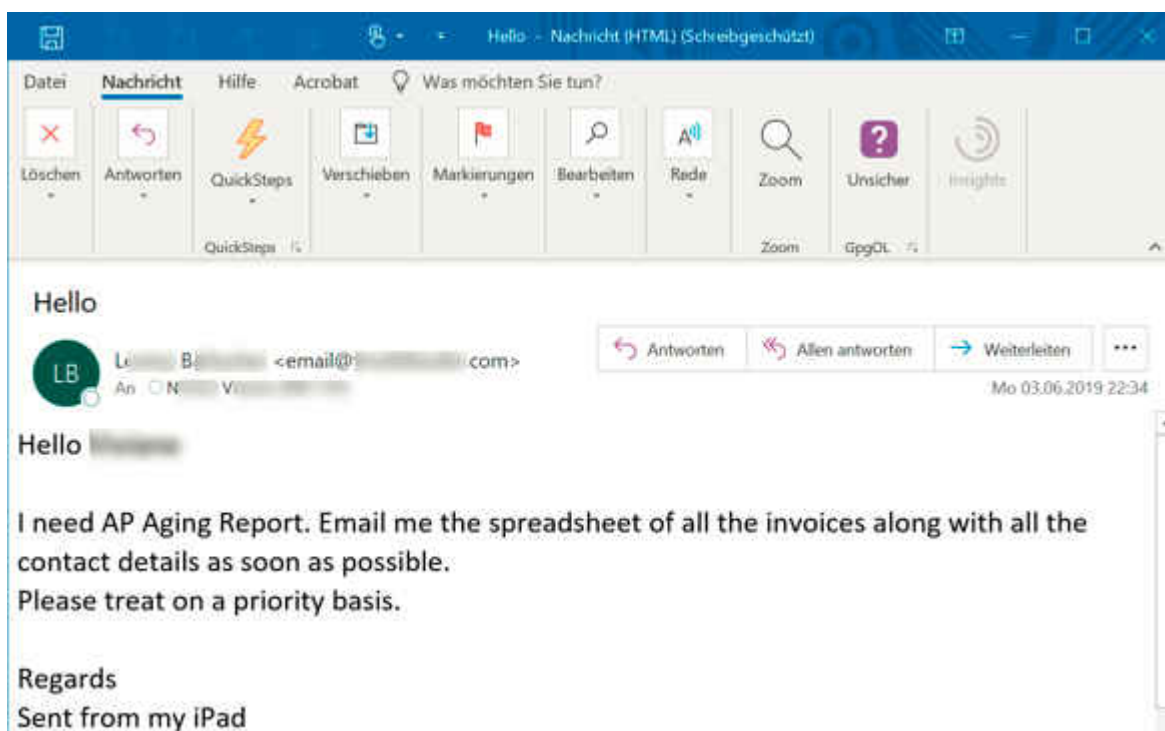 Hello - Nachricht (HTML) (Schreibgeschützt)
Datei Nachricht Hilfe Acrobat Was möchten Sie tun?
Löschen Antworten QuickSteps Verschieben Markierungen Bearbeiten Rede Zoom Unsicher Insights
QuickSteps Zoom GpgOL
Hello
LB <email@ com>
Antworten Allen antworten Weiterleiten
An
Mo 03.06.2019 22:34
Hello
I need AP Aging Report. Email me the spreadsheet of all the invoices along with all the
contact details as soon as possible.
Please treat on a priority basis.
Regards
Sent from my iPad